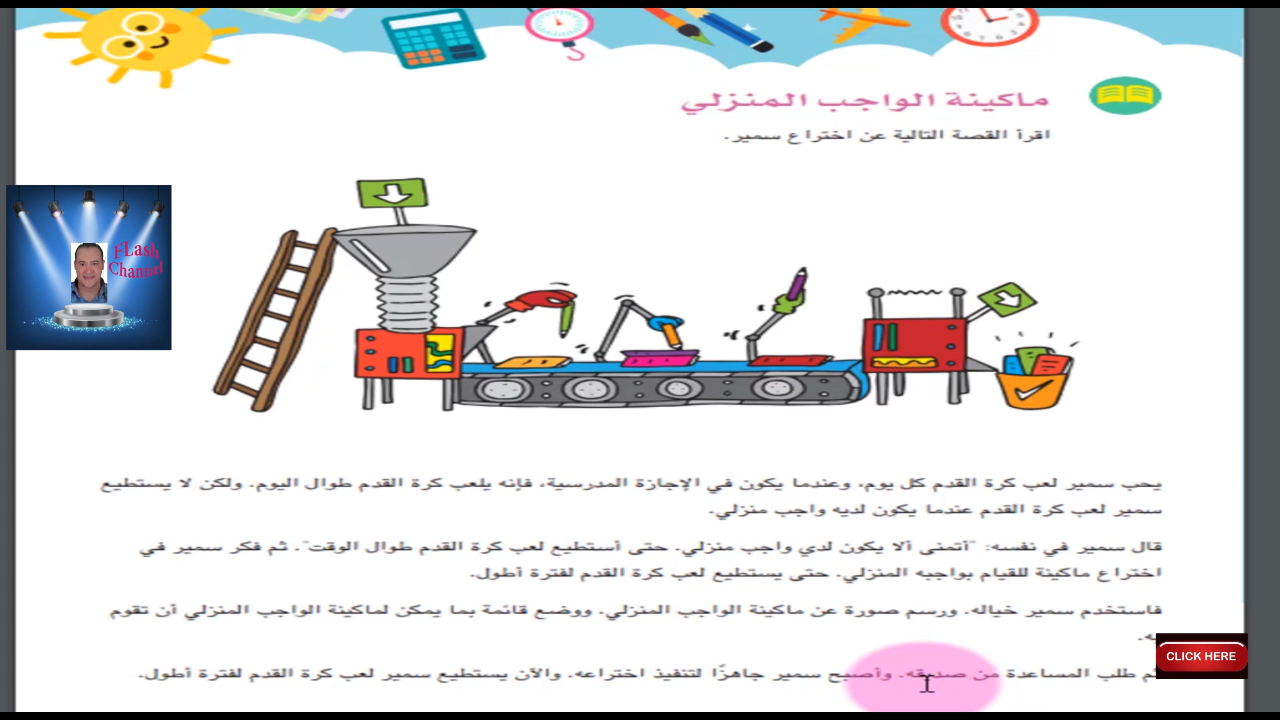 ماكينة الواجب المنزلي
اقرأ القصة التالية عن اختراع سمير.
FLash
Channel
يحب سمير لعب كرة القدم كل يوم، وعندما يكون في الإجازة المدرسية، فإنه يلعب كرة القدم طوال اليوم. ولكن لا يستطيع
سمير لعب كرة القدم عندما يكون لديه واجب منزلي.
قال سمير في نفسه: "أتمنى ألا يكون لدي واجب منزلي. حتى أستطيع لعب كرة القدم طوال الوقت". ثم فكر سمير في
اختراع ماكينة للقيام بواجبه المنزلي. حتى يستطيع لعب كرة القدم لفترة أطول.
فاستخدم سمير خياله. ورسم صورة عن ماكينة الواجب المنزلي. ووضع قائمة بما يمكن لماكينة الواجب المنزلي أن تقوم
به.
CLICK HERE
ثم طلب المساعدة من صديقه. وأصبح سمير جاهزًا لتنفيذ اختراعه. والآن يستطيع سمير لعب كرة القدم لفترة أطول.